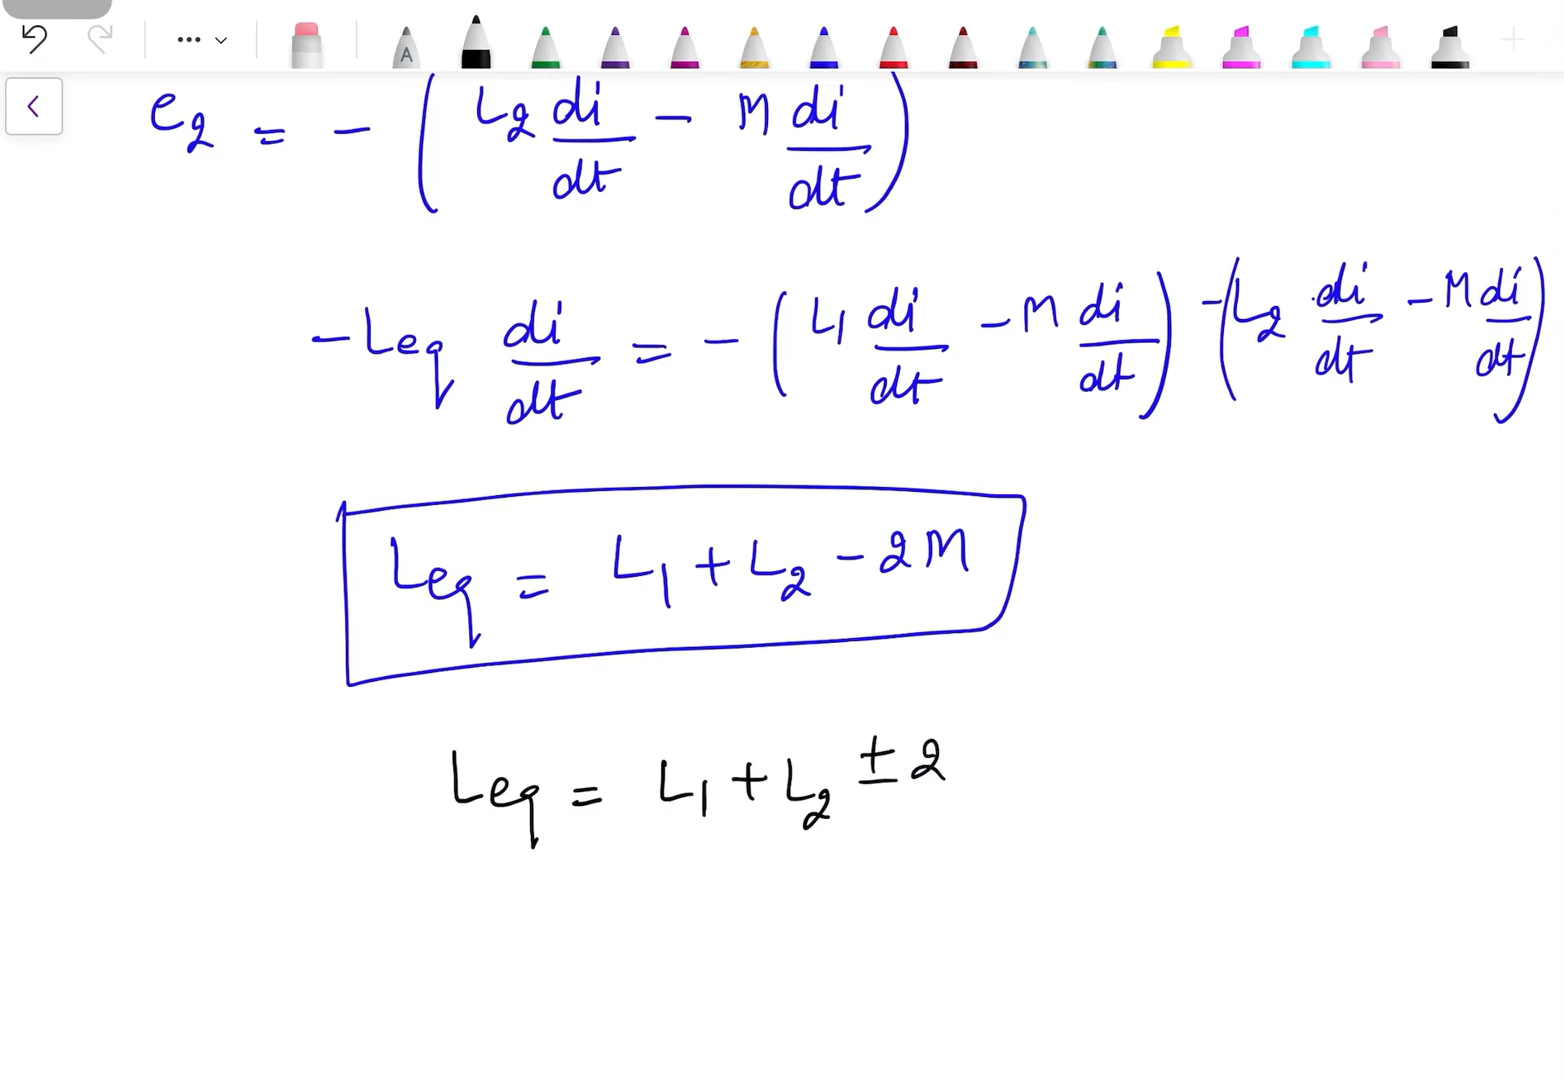 e₂ = - ( L₂ di/dt - M di/dt )
-Leq di/dt = - ( L₁ di/dt - M di/dt ) - ( L₂ di/dt - M di/dt )
Leq = L₁ + L₂ - 2M
Leq = L₁ + L₂ ± 2